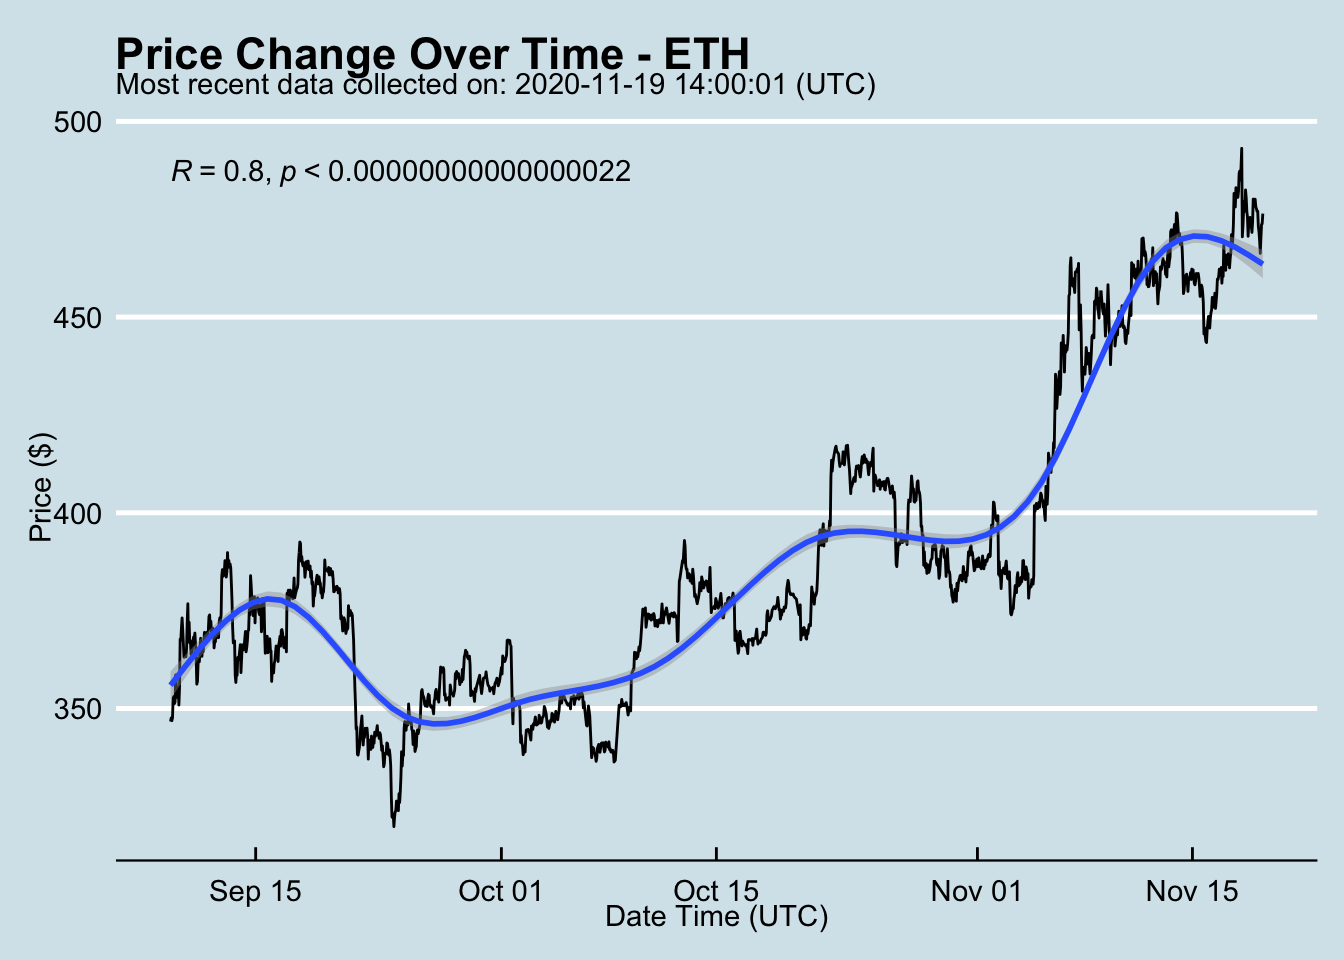 Price Change Over Time - ETH
Most recent data collected on: 2020-11-19 14:00:01 (UTC)
R = 0.8, p < 0.00000000000000022
500
450
400
350
Price ($)
Sep 15
Oct 01
Oct 15
Nov 01
Nov 15
Date Time (UTC)